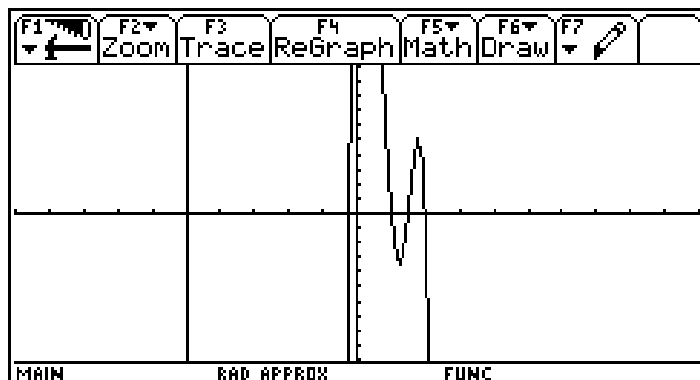 F1 F2 F3 F4 F5 F6 F7
Zoom Trace ReGraph Math Draw
MAIN RAD APPROX FUNC